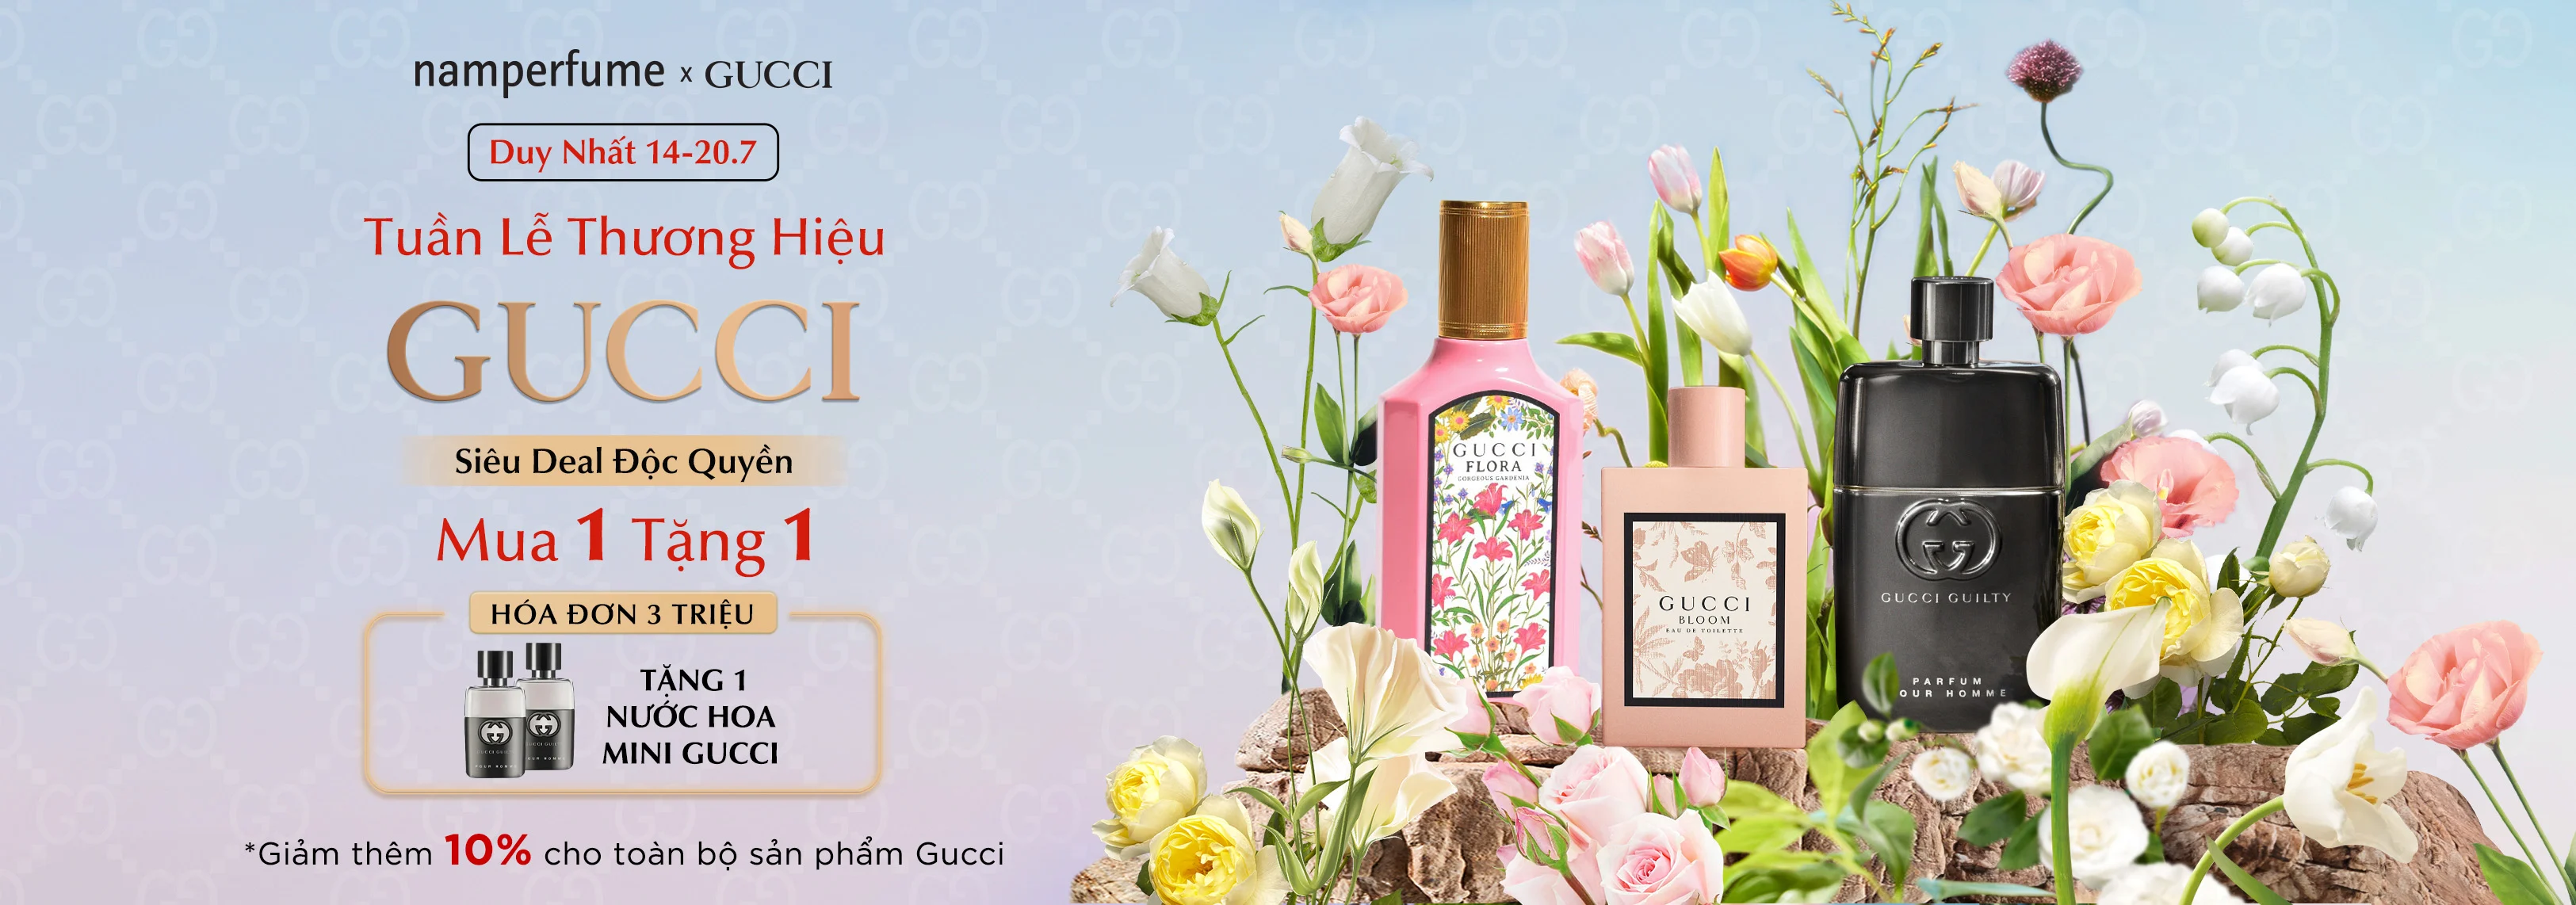 namperfume x GUCCI
Duy Nhất 14-20.7
Tuần Lễ Thương Hiệu
GUCCI
Siêu Deal Độc Quyền
Mua 1 Tặng 1
HÓA ĐƠN 3 TRIỆU
TẶNG 1
NƯỚC HOA
MINI GUCCI
*Giảm thêm 10% cho toàn bộ sản phẩm Gucci
GUCCI
FLORA
GORGEOUS GARDENIA
GUCCI
BLOOM
EAU DE TOILETTE
GUCCI GUILTY
PARFUM
OUR HOMME